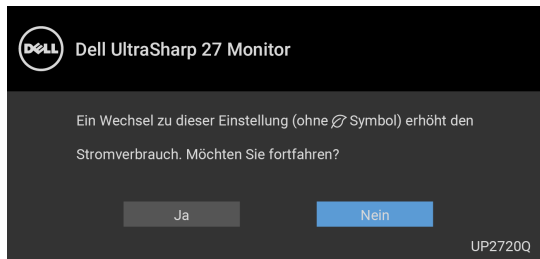 DELL
Dell UltraSharp 27 Monitor
Ein Wechsel zu dieser Einstellung (ohne Symbol) erhöht den
Stromverbrauch. Möchten Sie fortfahren?
Ja
Nein
UP2720Q